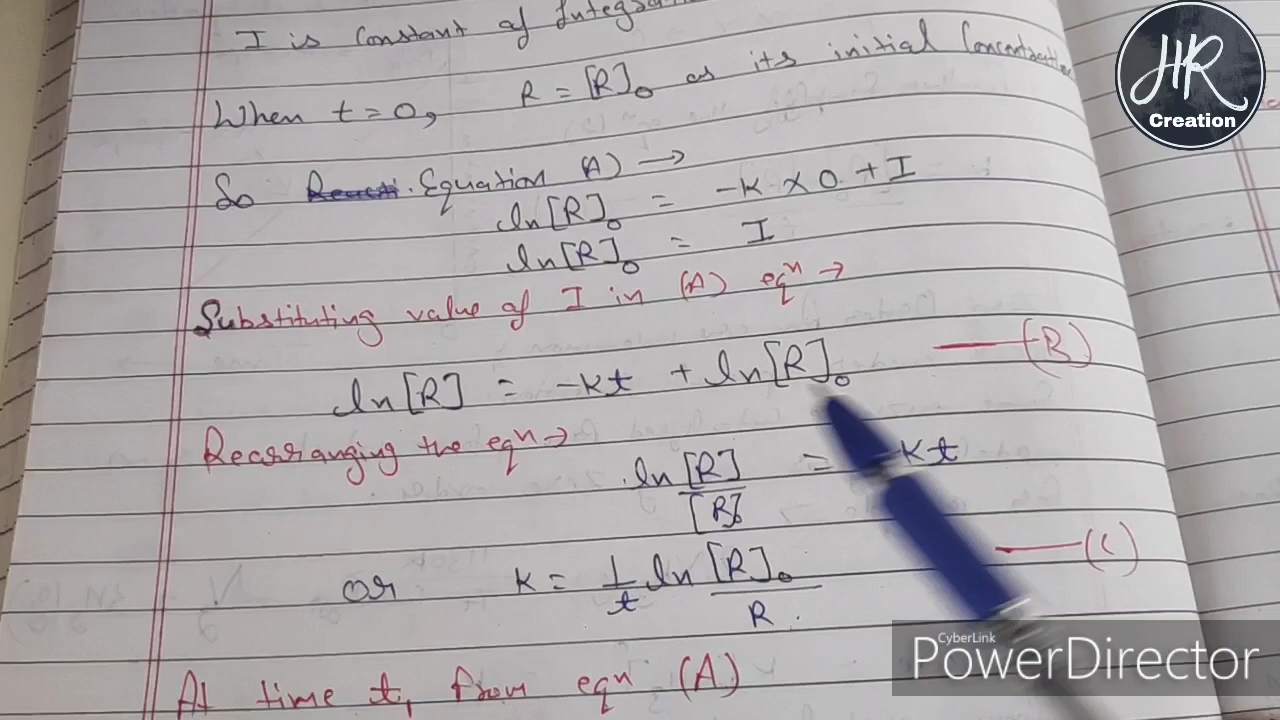 I is Constant of
HR
Creation
When t=0, R = [R]₀ as its initial
So Equation A) →
ln[R]₀ = -K × 0 + I
ln[R]₀ = I
Substituting value of I in (A) eqⁿ →
ln[R] = -kt + ln[R]₀ —(B)
Rearranging the eqⁿ→
ln [R]/[R]₀ = Kt
or K = 1/t ln [R]₀/R —(C)
At time t₁ from eqⁿ (A)
CyberLink
PowerDirector